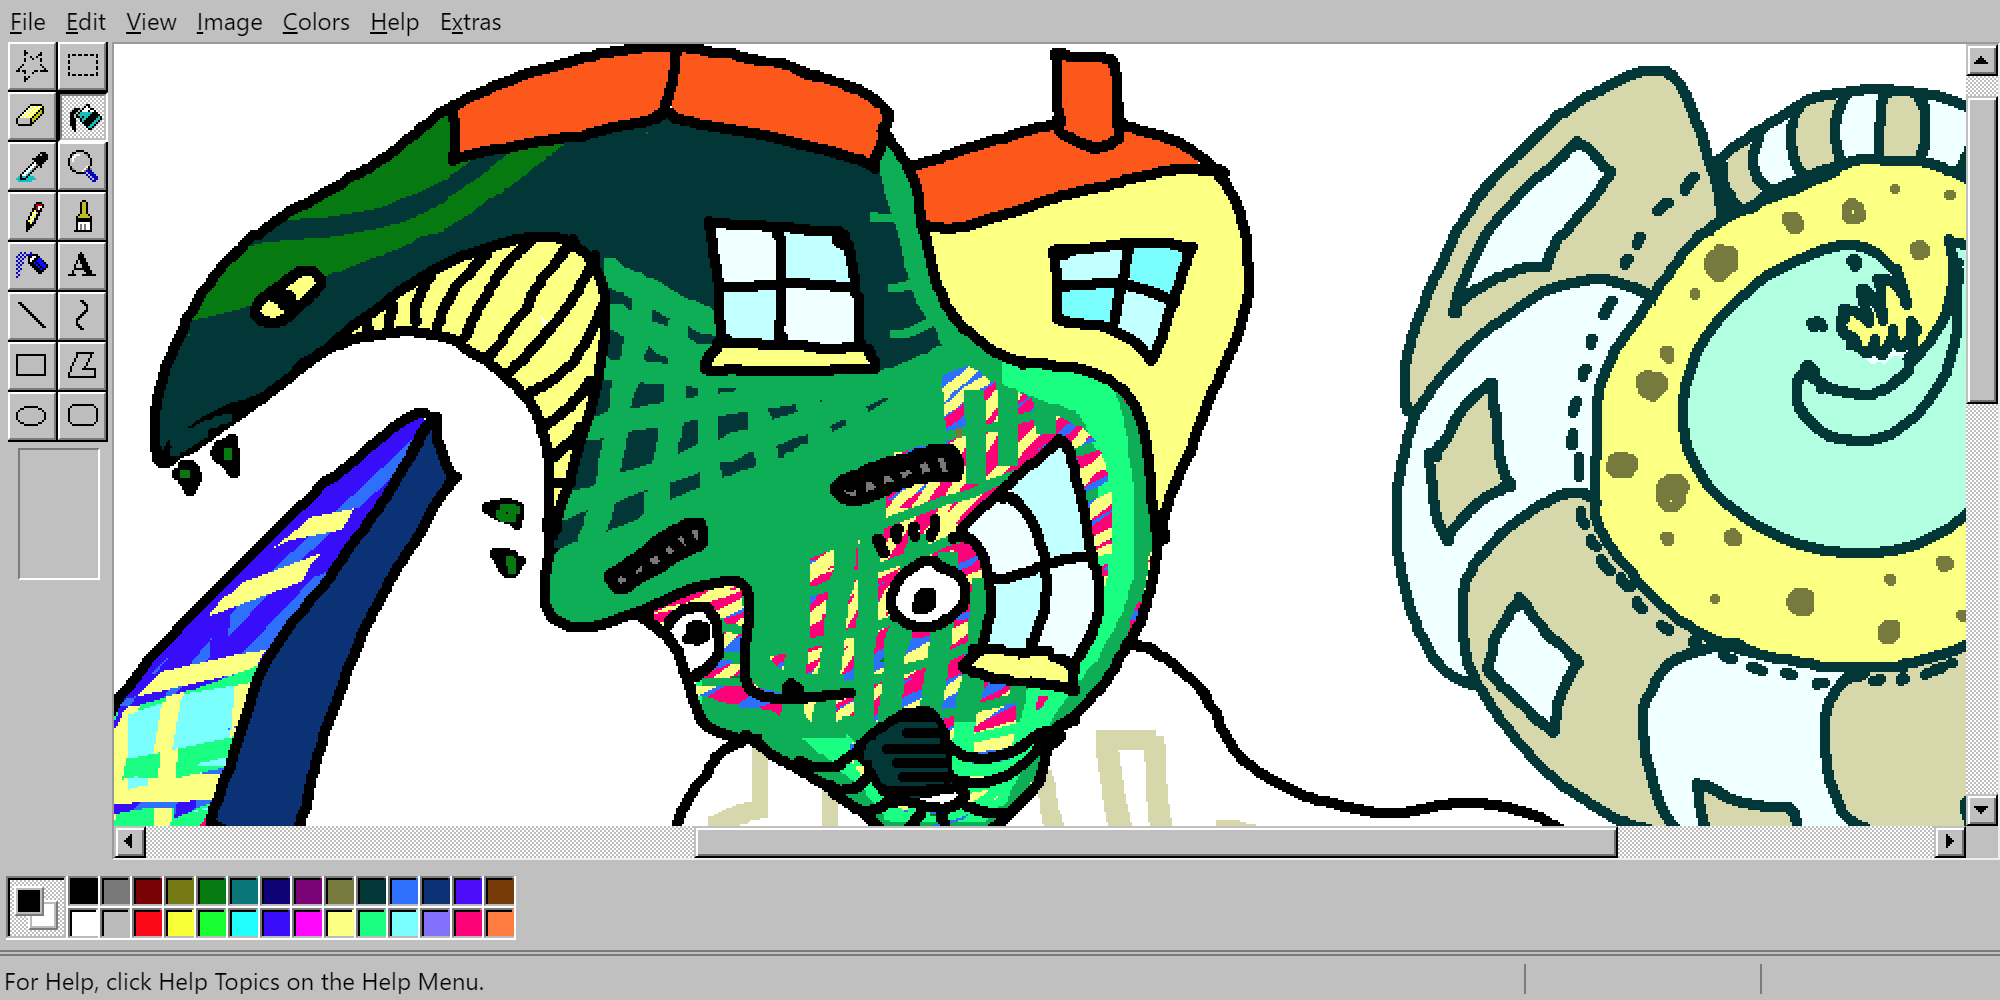 File Edit View Image Colors Help Extras
A
For Help, click Help Topics on the Help Menu.